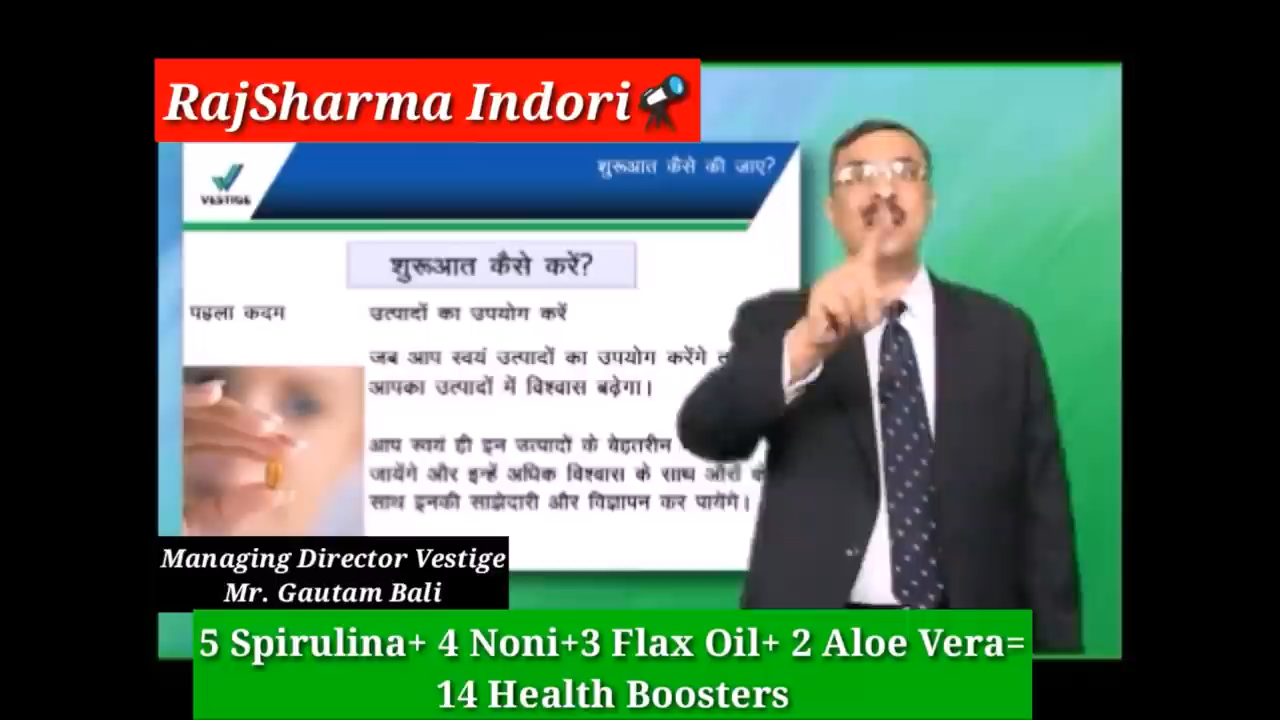 RajSharma Indori
VESTIGE
शुरूआत कैसे की जाए?
शुरूआत कैसे करें?
पहला कदम
उत्पादों का उपयोग करें
जब आप स्वयं उत्पादों का उपयोग करेंगे
आपका उत्पादों में विश्वास बढ़ेगा।
आप स्वयं ही इन उत्पादों के बेहतरीन
जायेंगे और इन्हें अधिक विश्वास के साथ औरों
साथ इनकी साझेदारी और विज्ञापन कर पायेंगे।
Managing Director Vestige
Mr. Gautam Bali
5 Spirulina+ 4 Noni+3 Flax Oil+ 2 Aloe Vera=
14 Health Boosters